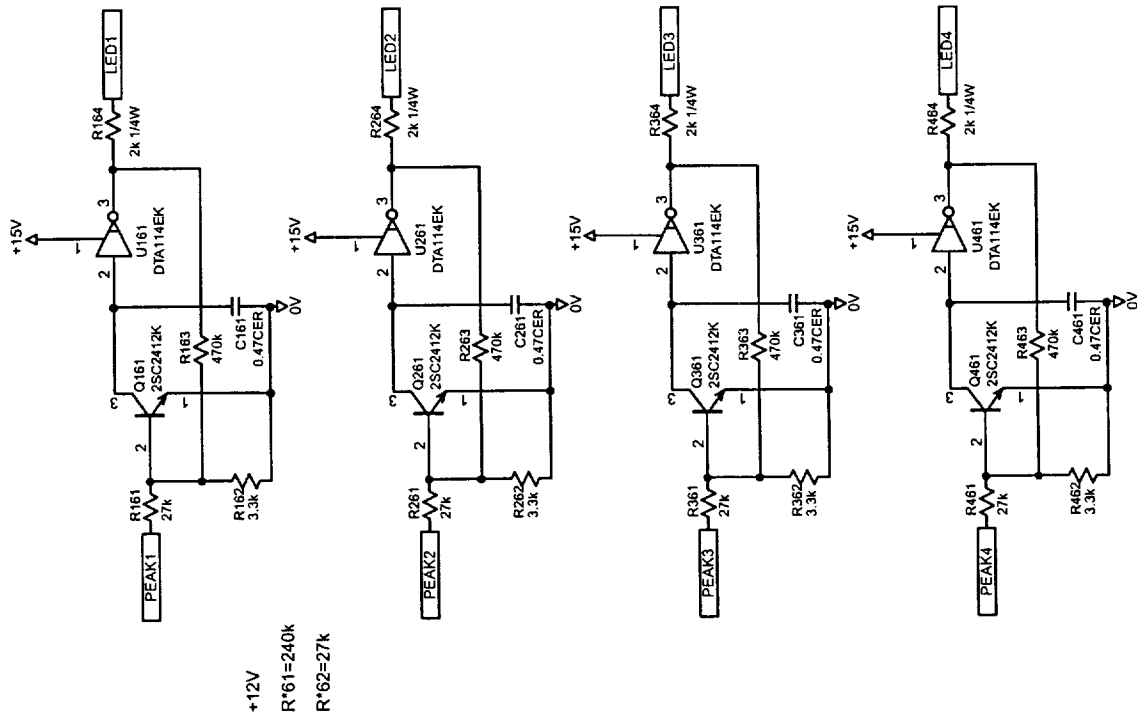 PEAK1
R161
27k
R162
3.3k
2
Q161
2SC2412K
3
1
R163
470k
C161
0.47CER
0V
+15V
1
2
3
U161
DTA114EK
R164
2k 1/4W
LED1
PEAK2
R261
27k
R262
3.3k
2
Q261
2SC2412K
3
1
R263
470k
C261
0.47CER
0V
+15V
1
2
3
U261
DTA114EK
R264
2k 1/4W
LED2
PEAK3
R361
27k
R362
3.3k
2
Q361
2SC2412K
3
1
R363
470k
C361
0.47CER
0V
+15V
1
2
3
U361
DTA114EK
R364
2k 1/4W
LED3
PEAK4
R461
27k
R462
3.3k
2
Q461
2SC2412K
3
1
R463
470k
C461
0.47CER
0V
+15V
1
2
3
U461
DTA114EK
R464
2k 1/4W
LED4
+12V
R*61=240k
R*62=27k